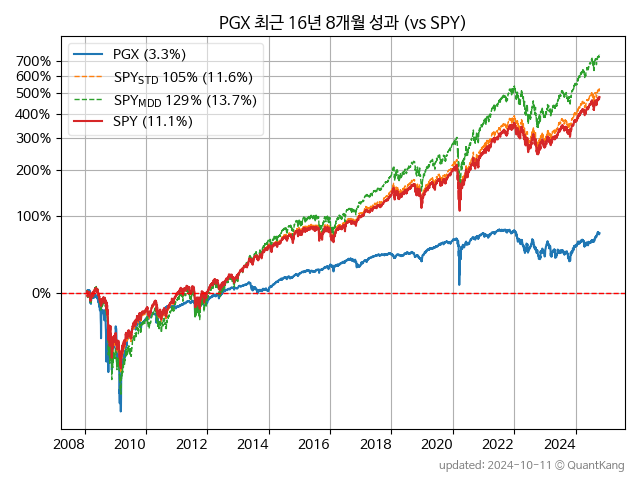 PGX 최근 16년 8개월 성과 (vs SPY)
PGX (3.3%)
SPY_STD 105% (11.6%)
SPY_MDD 129% (13.7%)
SPY (11.1%)
700%
600%
500%
400%
300%
200%
100%
0%
2008 2010 2012 2014 2016 2018 2020 2022 2024
updated: 2024-10-11 © QuantKang